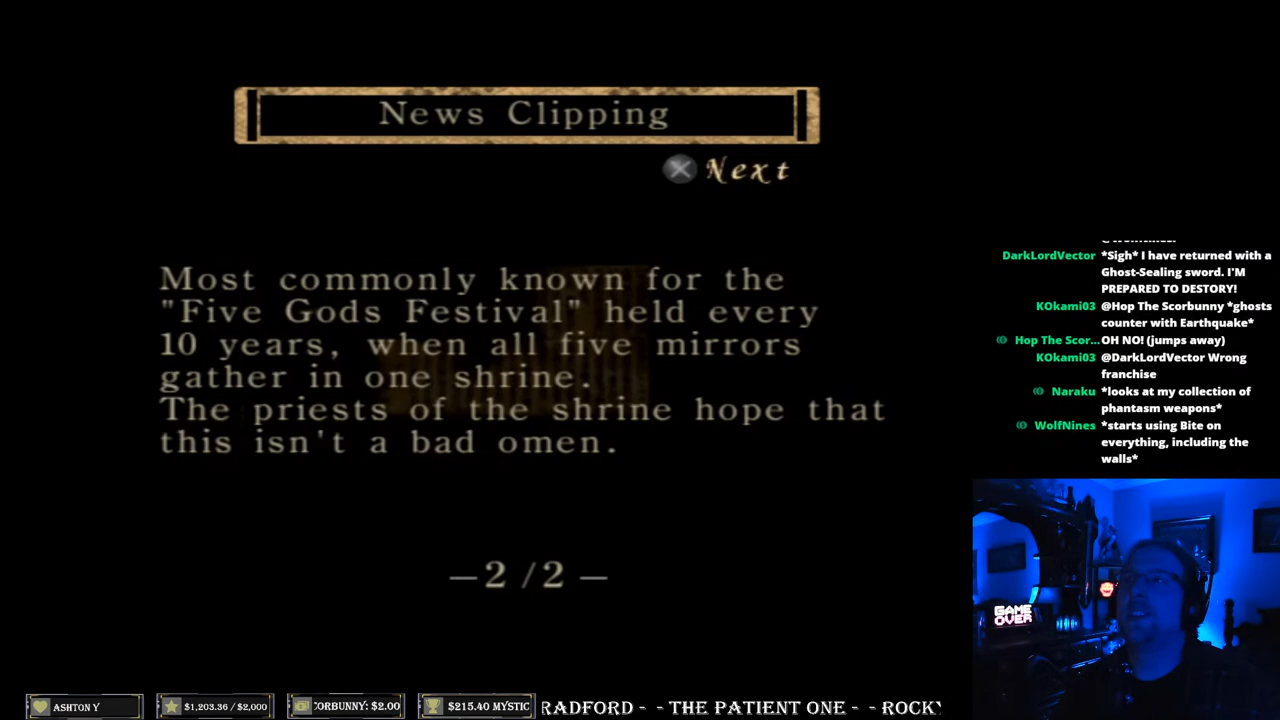 News Clipping
Next
Most commonly known for the
"Five Gods Festival" held every
10 years, when all five mirrors
gather in one shrine.
The priests of the shrine hope that
this isn't a bad omen.
—2/2—
DarkLordVector *Sigh* I have returned with a
Ghost-Sealing sword. I'M
PREPARED TO DESTORY!
KOkami03 @Hop The Scorbunny *ghosts
counter with Earthquake*
Hop The Scor... OH NO! (jumps away)
KOkami03 @DarkLordVector Wrong
franchise
Naraku *looks at my collection of
phantasm weapons*
WolfNines *starts using Bite on
everything, including the
walls*
GAME
OVER
ASHTON Y
$1,203.36 / $2,000
CORBUNNY: $2.00
$215.40 MYSTIC
RADFORD - - THE PATIENT ONE - - ROCKY